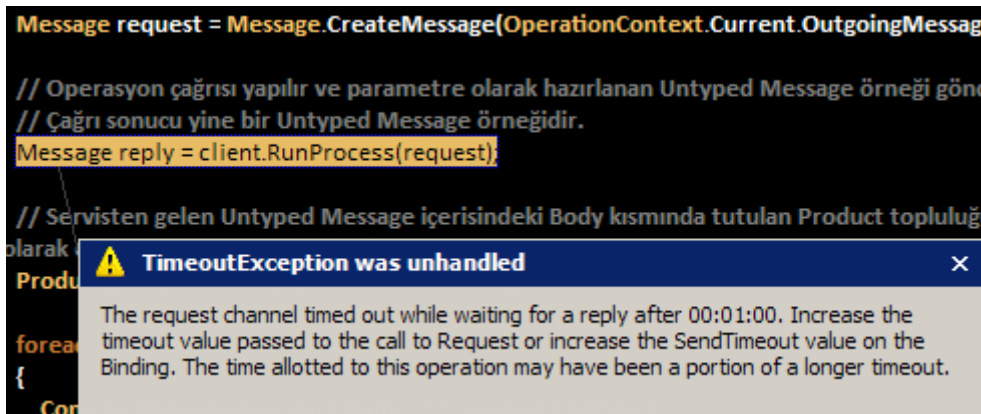 Message request = Message.CreateMessage(OperationContext.Current.OutgoingMessag
// Operasyon çağrısı yapılır ve parametre olarak hazırlanan Untyped Message örneği gönd
// Çağrı sonucu yine bir Untyped Message örneğidir.
Message reply = client.RunProcess(request);
// Servisten gelen Untyped Message içerisindeki Body kısmında tutulan Product topluluğ
olarak
Produ
TimeoutException was unhandled
The request channel timed out while waiting for a reply after 00:01:00. Increase the
timeout value passed to the call to Request or increase the SendTimeout value on the
Binding. The time allotted to this operation may have been a portion of a longer timeout.
forea
{
Con